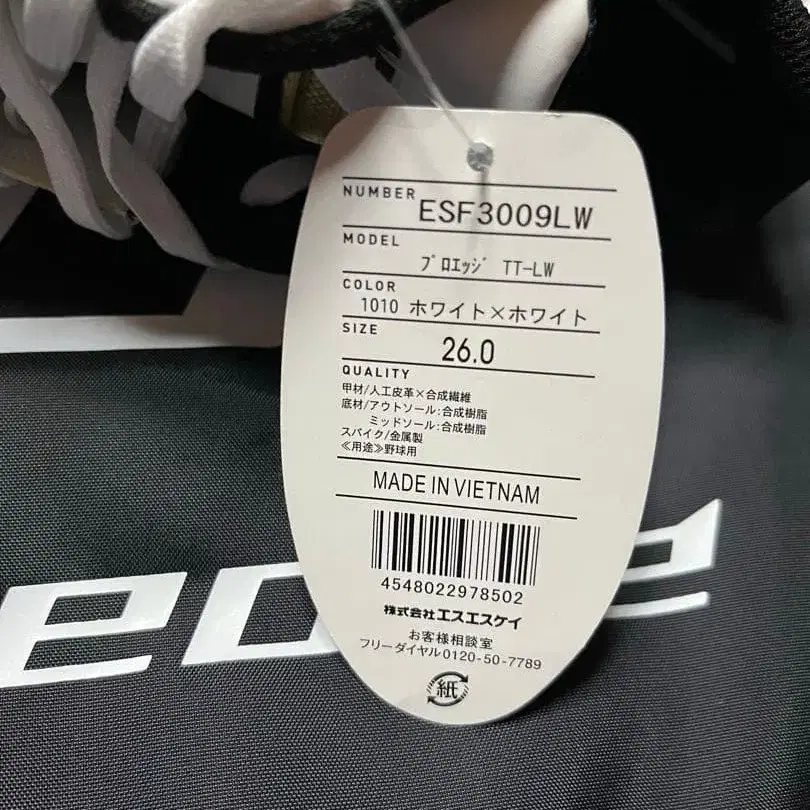 NUMBER ESF3009LW
MODEL
ﾌﾟﾛｴｯｼﾞ TT-LW
COLOR
1010 ホワイト×ホワイト
SIZE
26.0
QUALITY
甲材/人工皮革×合成繊維
底材/アウトソール:合成樹脂
ミッドソール:合成樹脂
スパイク/金属製
≪用途≫野球用
MADE IN VIETNAM
4548022978502
株式会社エスエスケイ
お客様相談室
フリーダイヤル0120-50-7789
紙